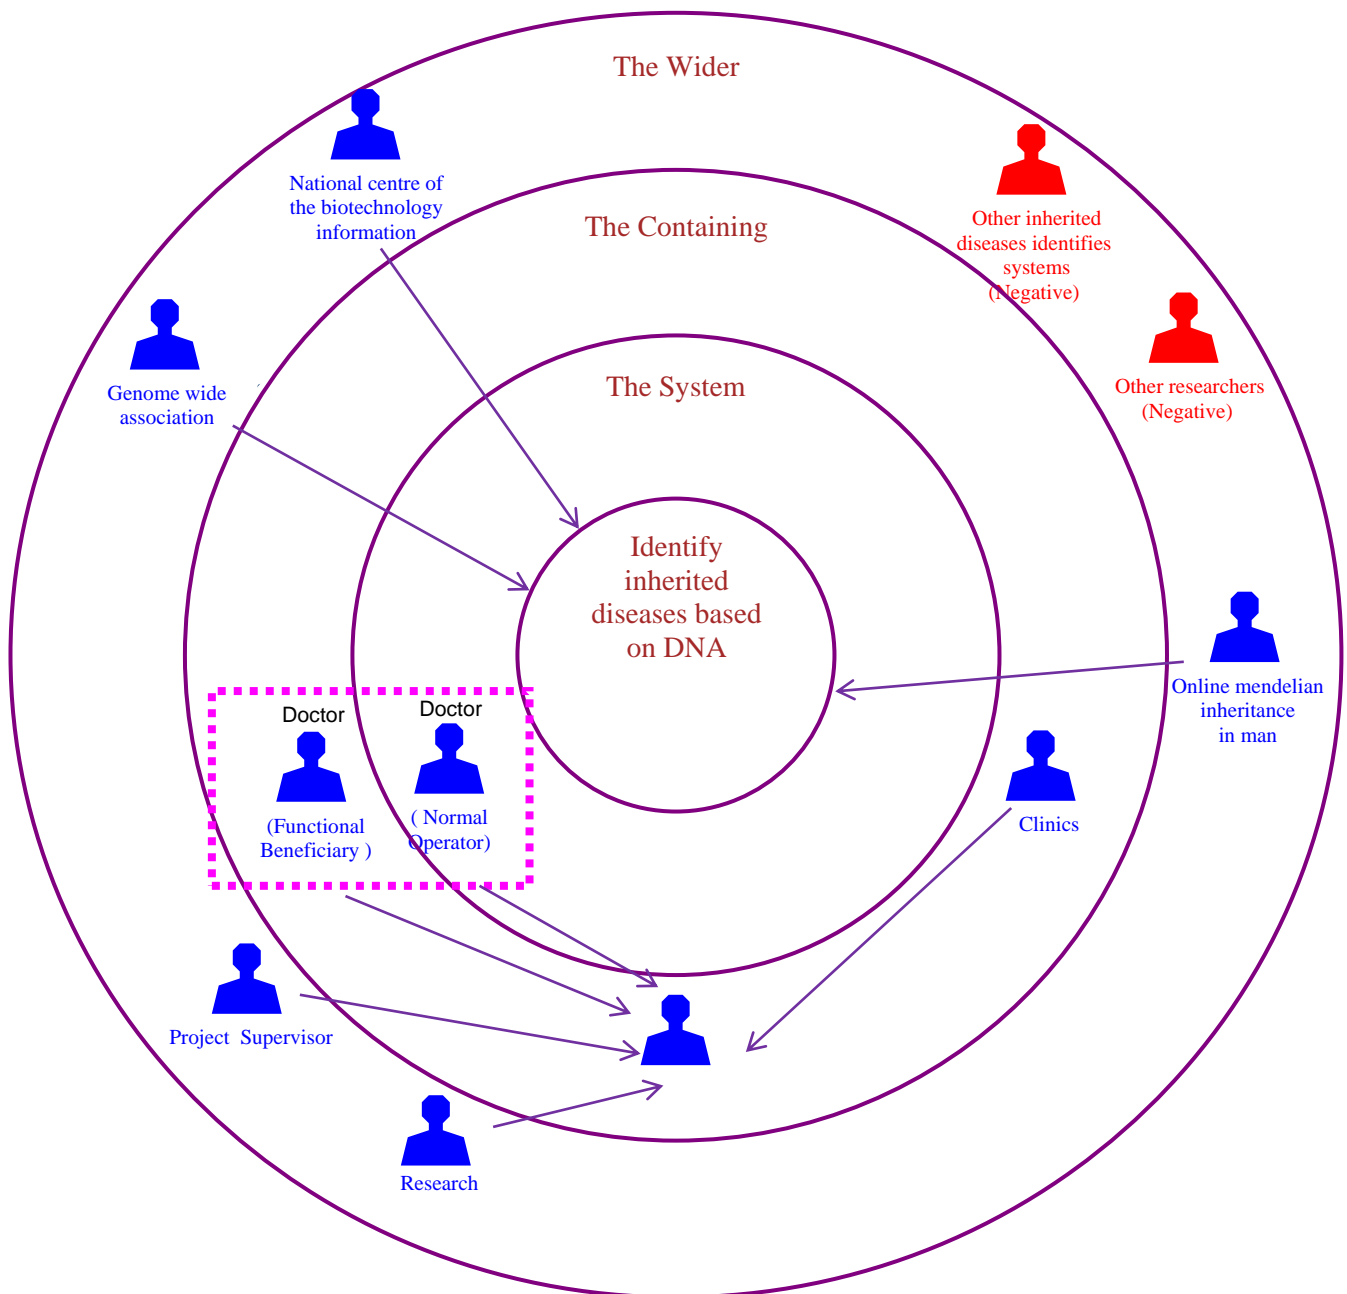 The Wider
National centre of
the biotechnology
information
Other inherited
diseases identifies
systems
(Negative)
The Containing
Genome wide
association
Other researchers
(Negative)
The System
Identify
inherited
diseases based
on DNA
Online mendelian
inheritance
in man
Doctor
(Functional
Beneficiary )
Doctor
( Normal
Operator)
Clinics
Project  Supervisor
Research